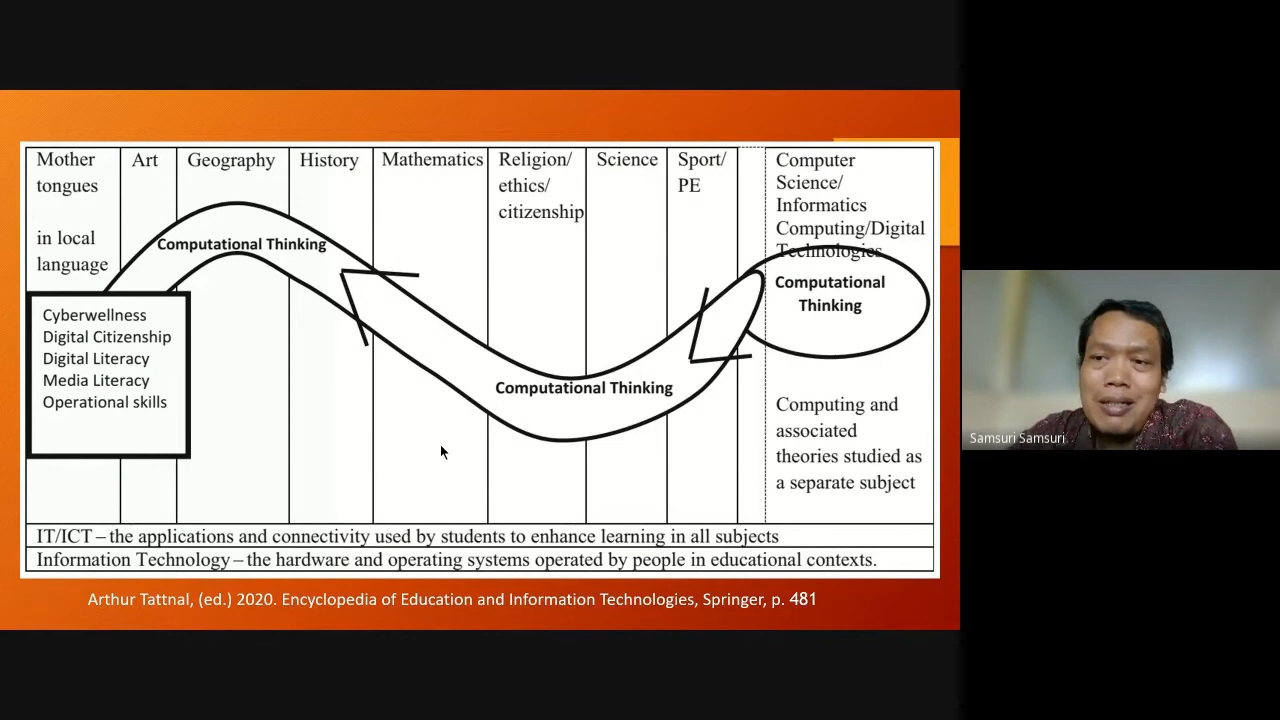 Mother
tongues
in local
language
Art
Geography
History
Mathematics
Religion/
ethics/
citizenship
Science
Sport/
PE
Computer
Science/
Informatics
Computing/Digital
Technologies
Computational Thinking
Computational
Thinking
Cyberwellness
Digital Citizenship
Digital Literacy
Media Literacy
Operational skills
Computational Thinking
Computing and
associated
theories studied as
a separate subject
IT/ICT – the applications and connectivity used by students to enhance learning in all subjects
Information Technology – the hardware and operating systems operated by people in educational contexts.
Arthur Tattnal, (ed.) 2020. Encyclopedia of Education and Information Technologies, Springer, p. 481
Samsuri Samsuri